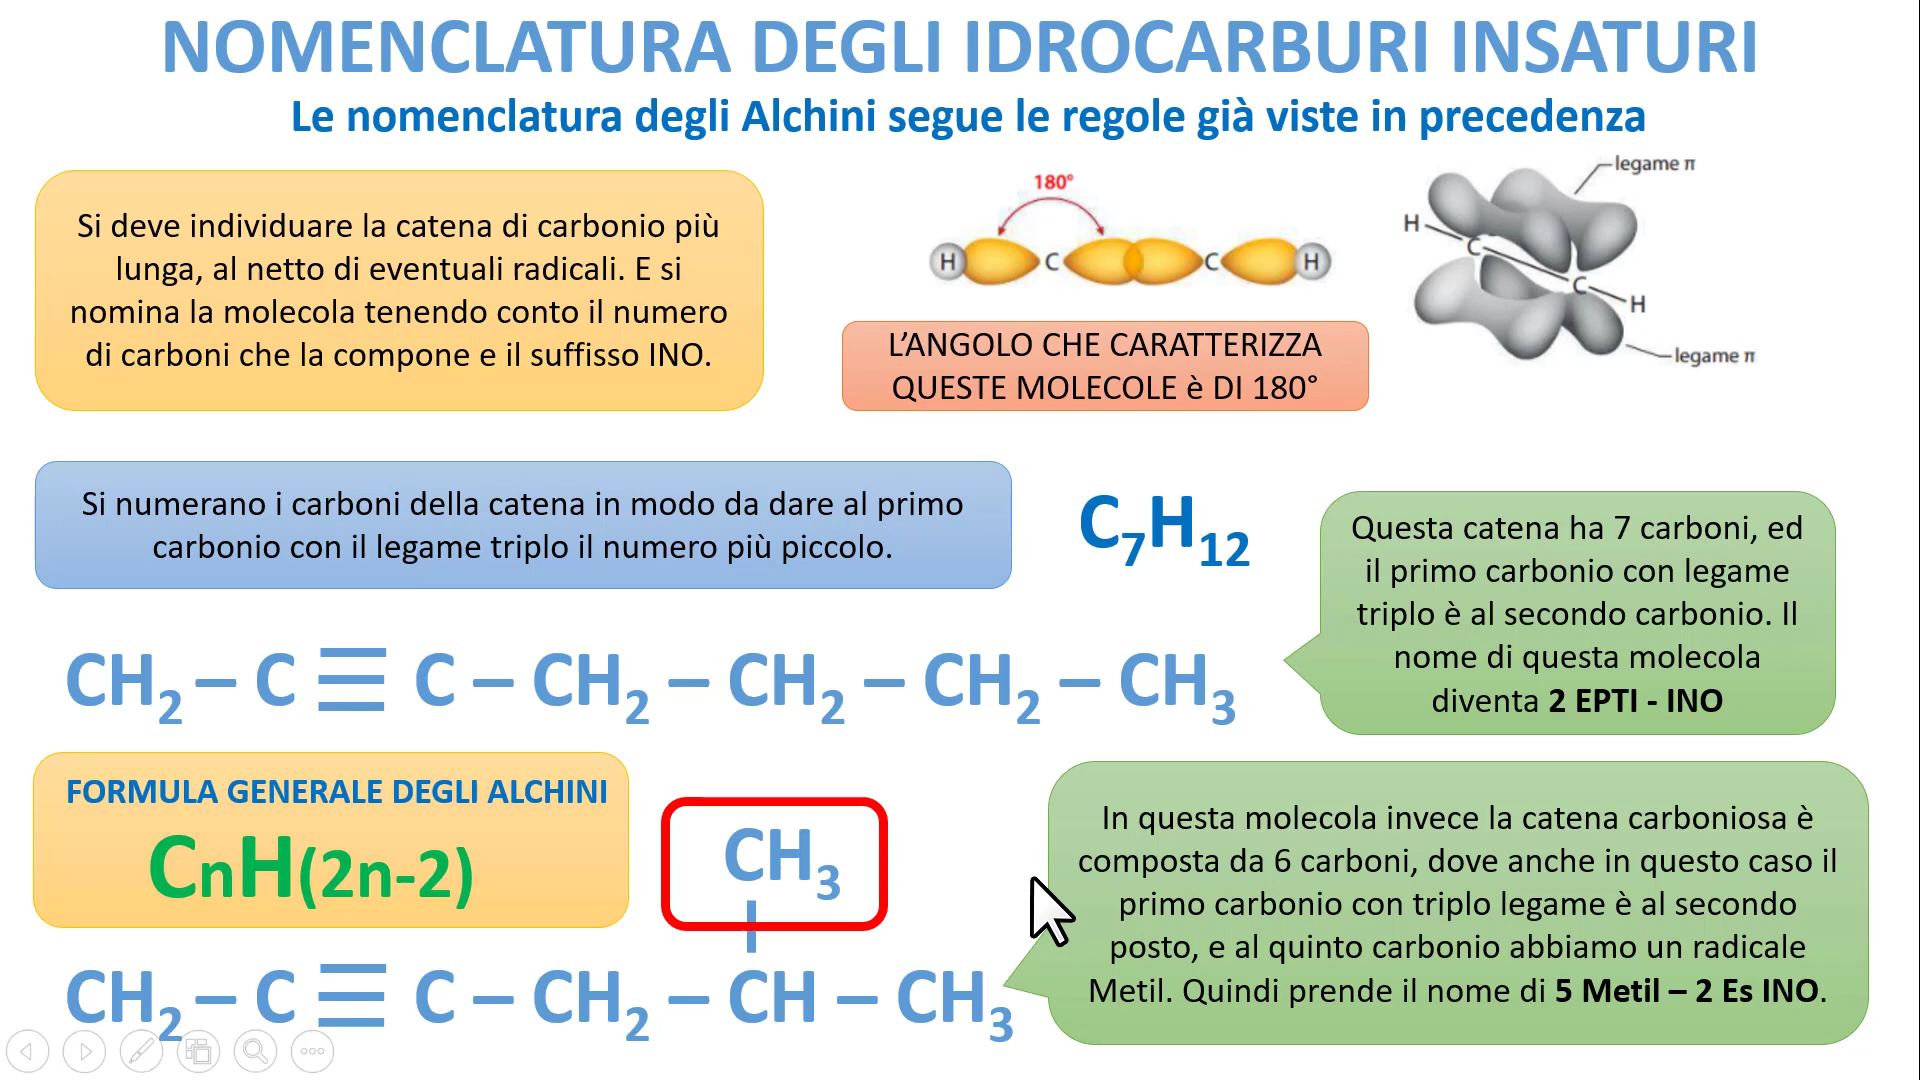 NOMENCLATURA DEGLI IDROCARBURI INSATURI
Le nomenclatura degli Alchini segue le regole già viste in precedenza
Si deve individuare la catena di carbonio più
lunga, al netto di eventuali radicali. E si
nomina la molecola tenendo conto il numero
di carboni che la compone e il suffisso INO.
180°
H C C H
L'ANGOLO CHE CARATTERIZZA
QUESTE MOLECOLE è DI 180°
legame π
H
C
C
H
legame π
Si numerano i carboni della catena in modo da dare al primo
carbonio con il legame triplo il numero più piccolo.
C₇H₁₂
Questa catena ha 7 carboni, ed
il primo carbonio con legame
triplo è al secondo carbonio. Il
nome di questa molecola
diventa 2 EPTI - INO
CH₂ – C ≡ C – CH₂ – CH₂ – CH₂ – CH₃
FORMULA GENERALE DEGLI ALCHINI
CnH(2n-2)
CH₃
CH₂ – C ≡ C – CH₂ – CH – CH₃
In questa molecola invece la catena carboniosa è
composta da 6 carboni, dove anche in questo caso il
primo carbonio con triplo legame è al secondo
posto, e al quinto carbonio abbiamo un radicale
Metil. Quindi prende il nome di 5 Metil – 2 Es INO.